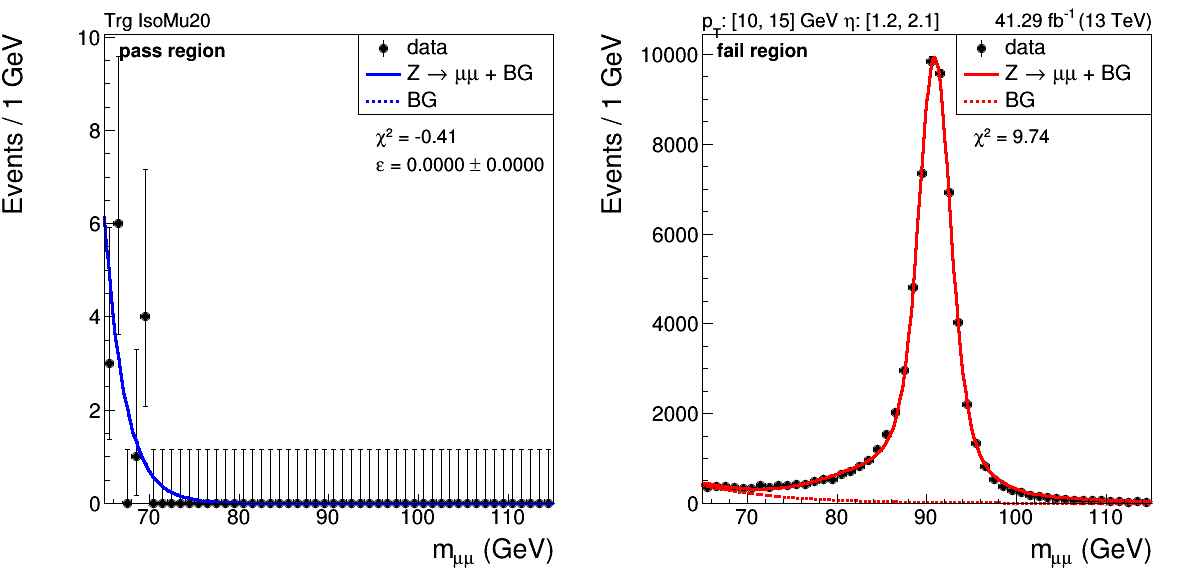 Trg IsoMu20
Events / 1 GeV
10
8
6
4
2
0
pass region
data
Z → μμ + BG
BG
χ² = -0.41
ε = 0.0000 ± 0.0000
70 80 90 100 110
mμμ (GeV)
pT: [10, 15] GeV η: [1.2, 2.1] 41.29 fb⁻¹ (13 TeV)
Events / 1 GeV
10000
8000
6000
4000
2000
0
fail region
data
Z → μμ + BG
BG
χ² = 9.74
70 80 90 100 110
mμμ (GeV)